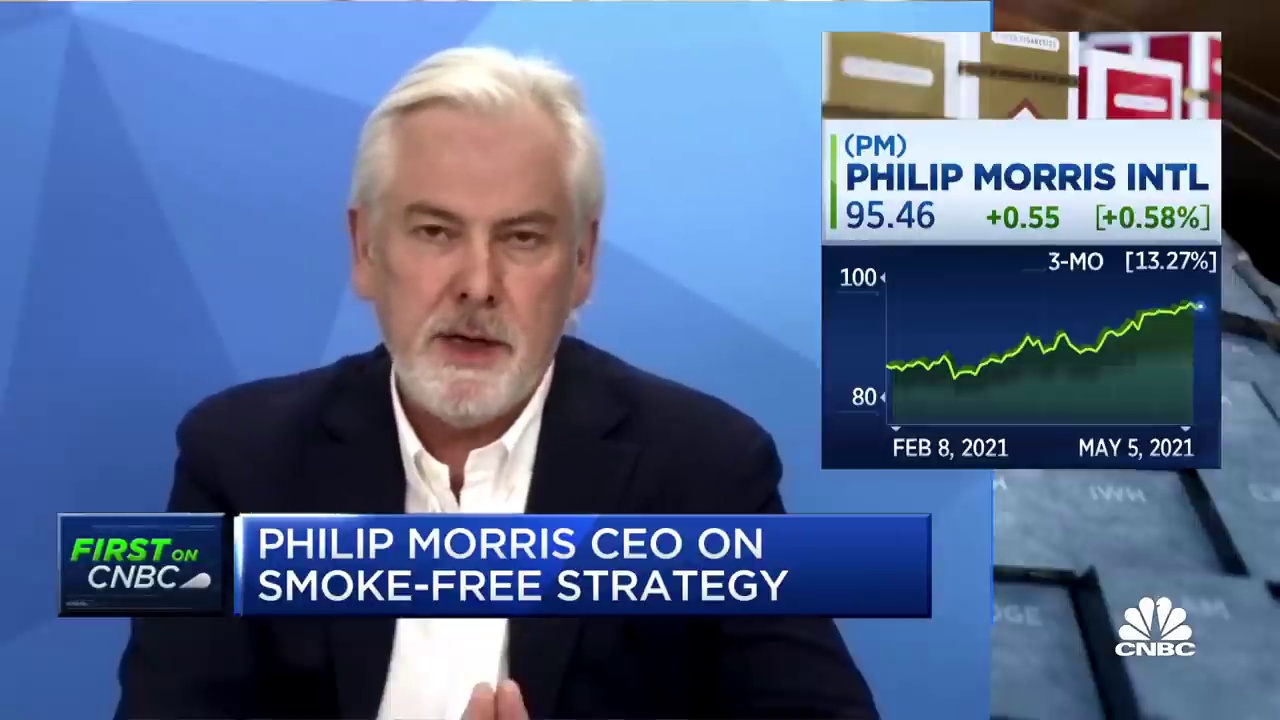 (PM)
PHILIP MORRIS INTL
95.46 +0.55 [+0.58%]
3-MO [13.27%]
100
80
FEB 8, 2021 MAY 5, 2021
FIRST ON
CNBC
PHILIP MORRIS CEO ON
SMOKE-FREE STRATEGY
CNBC